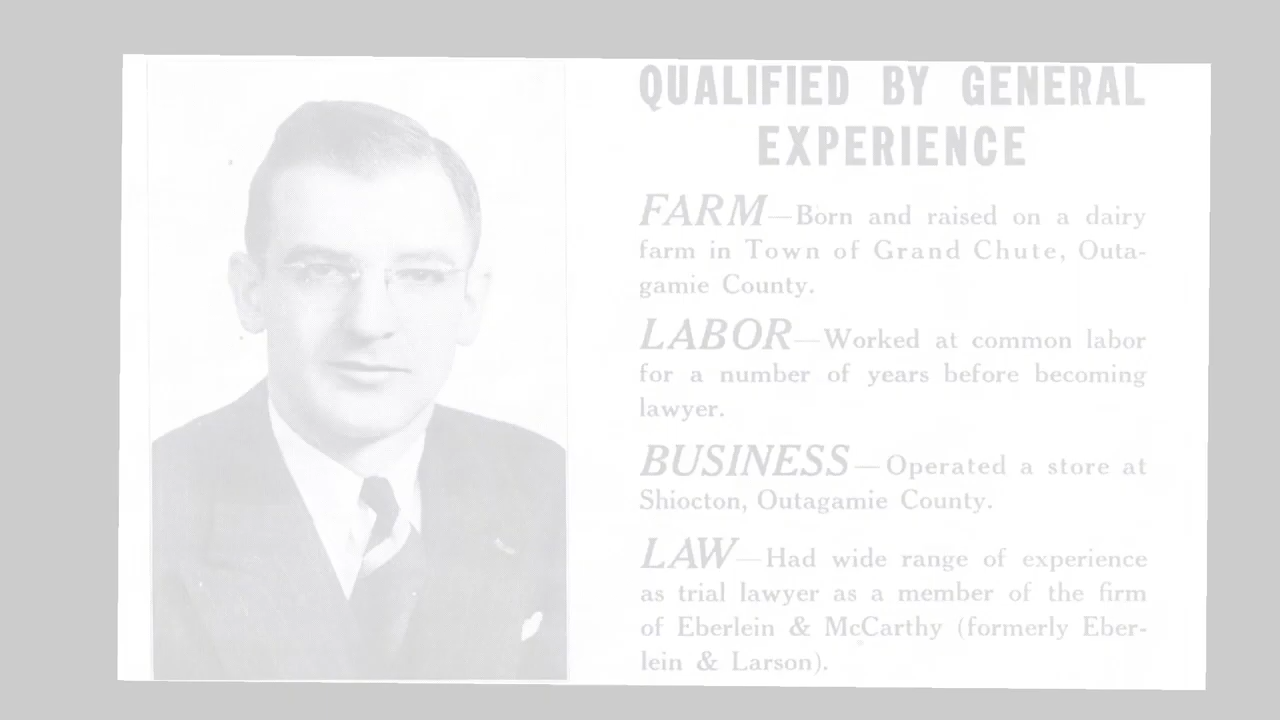 QUALIFIED BY GENERAL
EXPERIENCE
FARM—Born and raised on a dairy
farm in Town of Grand Chute, Outa-
gamie County.
LABOR—Worked at common labor
for a number of years before becoming
lawyer.
BUSINESS—Operated a store at
Shiocton, Outagamie County.
LAW—Had wide range of experience
as trial lawyer as a member of the firm
of Eberlein & McCarthy (formerly Eber-
lein & Larson).